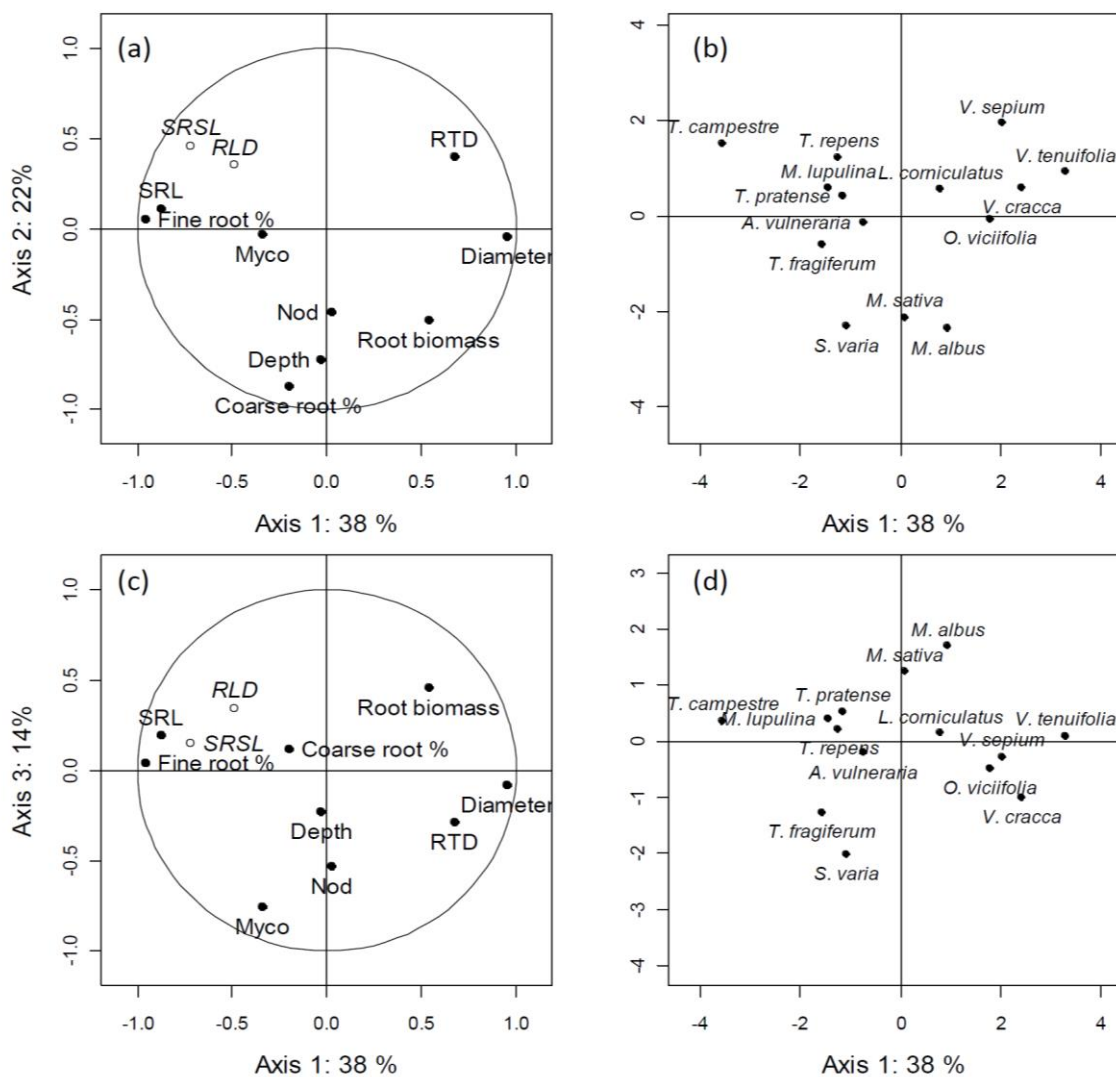 (a)
1.0
0.5
0.0
-0.5
-1.0
Axis 2: 22%
SRSL
RLD
RTD
SRL
Fine root %
Myco
Diameter
Nod
Root biomass
Depth
Coarse root %
-1.0 -0.5 0.0 0.5 1.0
Axis 1: 38 %
(b)
4
2
0
-2
-4
V. sepium
T. campestre
T. repens
V. tenuifolia
M. lupulina
L. corniculatus
T. pratense
V. cracca
A. vulneraria
O. viciifolia
T. fragiferum
M. sativa
S. varia
M. albus
-4 -2 0 2 4
Axis 1: 38 %
(c)
1.0
0.5
0.0
-0.5
-1.0
Axis 3: 14%
RLD
Root biomass
SRL
SRSL
Coarse root %
Fine root %
Diameter
Depth
RTD
Nod
Myco
-1.0 -0.5 0.0 0.5 1.0
Axis 1: 38 %
(d)
3
2
1
0
-1
-2
-3
-4
M. albus
M. sativa
T. campestre
T. pratense
M. lupulina
L. corniculatus
V. tenuifolia
T. repens
V. sepium
A. vulneraria
O. viciifolia
V. cracca
T. fragiferum
S. varia
-4 -2 0 2 4
Axis 1: 38 %